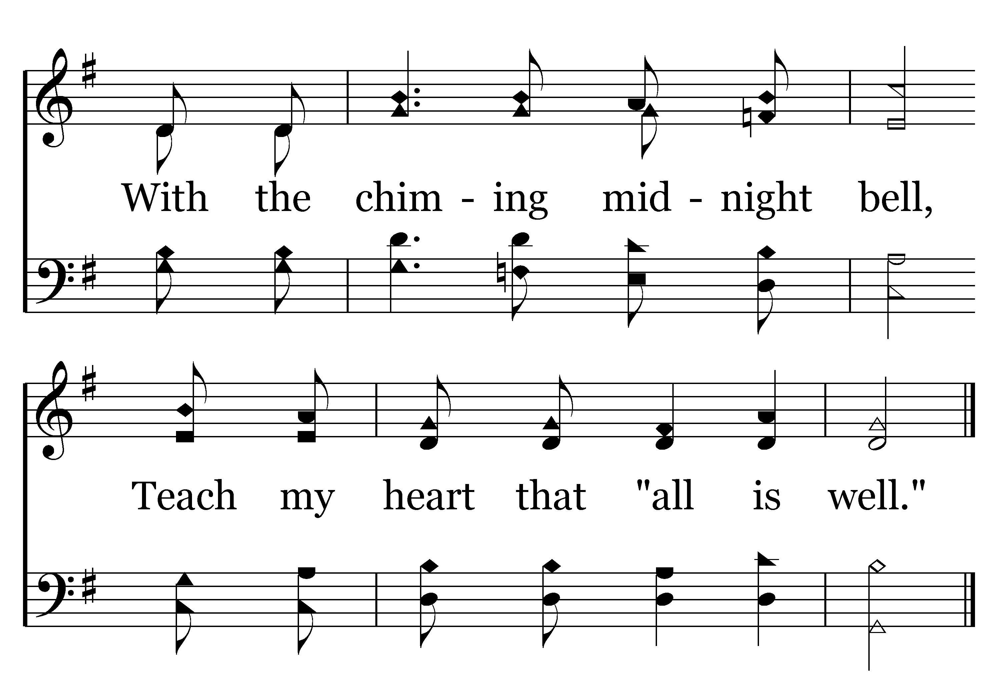 With the chim - ing mid - night bell,
Teach my heart that "all is well."